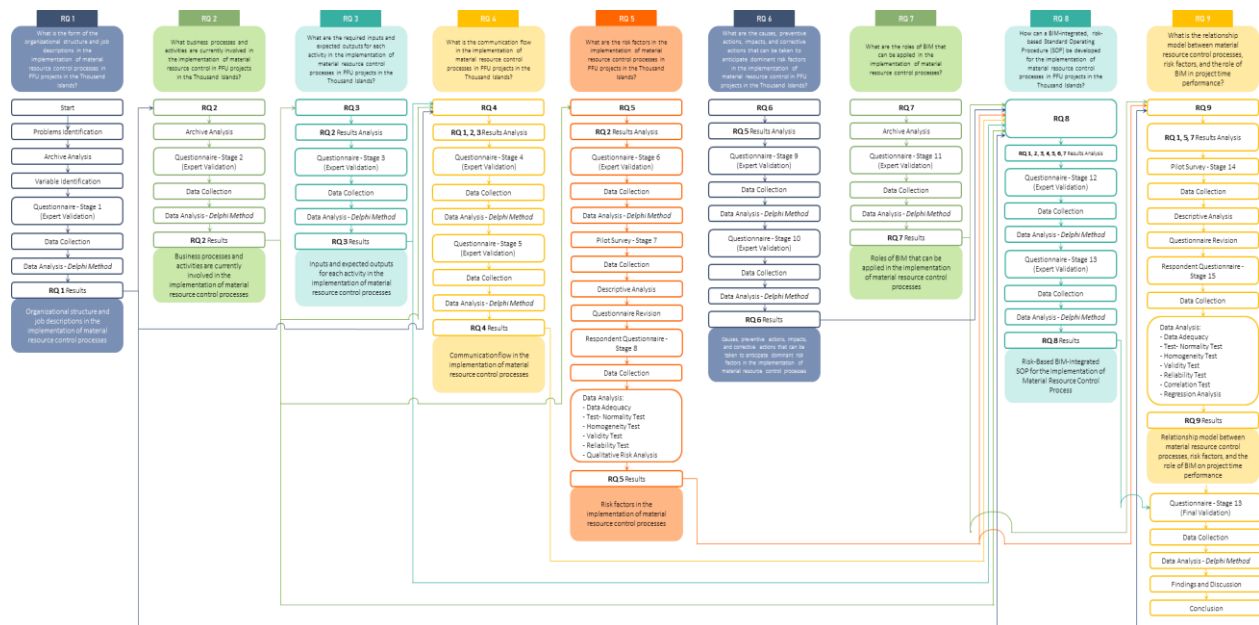 RQ 1
What is the form of the
organizational structure and job
descriptions in the
implementation of material
resource control processes in
PFU projects in the Thousand
Islands?
Start
Problems Identification
Archive Analysis
Variable Identification
Questionnaire - Stage 1
(Expert Validation)
Data Collection
Data Analysis - Delphi Method
RQ 1 Results
Organizational structure and
job descriptions in the
implementation of material
resource control processes
RQ 2
What business processes and
activities are currently involved in the
implementation of material resource
control processes in PFU projects in
the Thousand Islands?
RQ 2
Archive Analysis
Questionnaire - Stage 2
(Expert Validation)
Data Collection
Data Analysis - Delphi Method
RQ 2 Results
Business processes and
activities are currently
involved in the
implementation of material
resource control processes
RQ 3
What are the required inputs and
expected outputs for each
activity in the implementation of
material resource control
processes in PFU projects in the
Thousand Islands?
RQ 3
RQ 2 Results Analysis
Questionnaire - Stage 3
(Expert Validation)
Data Collection
Data Analysis - Delphi Method
RQ 3 Results
Inputs and expected outputs
for each activity in the
implementation of material
resource control processes
RQ 4
What is the communication flow
in the implementation of material
resource control processes in PFU
projects in the Thousand Islands?
RQ 4
RQ 1, 2, 3 Results Analysis
Questionnaire - Stage 4
(Expert Validation)
Data Collection
Data Analysis - Delphi Method
Questionnaire - Stage 5
(Expert Validation)
Data Collection
Data Analysis - Delphi Method
RQ 4 Results
Communication flow in the
implementation of material
resource control processes
RQ 5
What are the risk factors in the
implementation of material
resource control processes in PFU
projects in the Thousand Islands?
RQ 5
RQ 2 Results Analysis
Questionnaire - Stage 6
(Expert Validation)
Data Collection
Data Analysis - Delphi Method
Pilot Survey - Stage 7
Data Collection
Descriptive Analysis
Questionnaire Revision
Respondent Questionnaire -
Stage 8
Data Collection
Data Analysis:
- Data Adequacy
- Test- Normality Test
- Homogeneity Test
- Validity Test
- Reliability Test
- Qualitative Risk Analysis
RQ 5 Results
Risk factors in the
implementation of material
resource control processes
RQ 6
What are the causes, preventive
actions, impacts, and corrective
actions that can be taken to
anticipate dominant risk factors
in the implementation of
material resource control in PFU
projects in the Thousand Islands?
RQ 6
RQ 5 Results Analysis
Questionnaire - Stage 9
(Expert Validation)
Data Collection
Data Analysis - Delphi Method
Questionnaire - Stage 10
(Expert Validation)
Data Collection
Data Analysis - Delphi Method
RQ 6 Results
Causes, preventive actions, impacts,
and corrective actions that can be
taken to anticipate dominant risk
factors in the implementation of
material resource control processes
RQ 7
What are the roles of BIM that
can be applied in the
implementation of material
resource control processes?
RQ 7
Archive Analysis
Questionnaire - Stage 11
(Expert Validation)
Data Collection
Data Analysis - Delphi Method
RQ 7 Results
Roles of BIM that can be
applied in the implementation
of material resource control
processes
RQ 8
How can a BIM-integrated, risk-
based Standard Operating
Procedure (SOP) be developed
for the implementation of
material resource control
processes in PFU projects in the
Thousand Islands?
RQ 8
RQ 1, 2, 3, 4, 5, 6, 7 Results Analysis
Questionnaire - Stage 12
(Expert Validation)
Data Collection
Data Analysis - Delphi Method
Questionnaire - Stage 13
(Expert Validation)
Data Collection
Data Analysis - Delphi Method
RQ 8 Results
Risk-Based BIM-integrated
SOP for the Implementation of
Material Resource Control
Process
RQ 9
What is the relationship
model between material
resource control processes,
risk factors, and the role of
BIM in project time
performance?
RQ 9
RQ 1, 5, 7 Results Analysis
Pilot Survey - Stage 14
Data Collection
Descriptive Analysis
Questionnaire Revision
Respondent Questionnaire -
Stage 15
Data Collection
Data Analysis:
- Data Adequacy
- Test- Normality Test
- Homogeneity Test
- Validity Test
- Reliability Test
- Correlation Test
- Regression Analysis
RQ 9 Results
Relationship model between
material resource control
processes, risk factors, and
the role of BIM on project time
performance
Questionnaire - Stage 13
(Final Validation)
Data Collection
Data Analysis - Delphi Method
Findings and Discussion
Conclusion